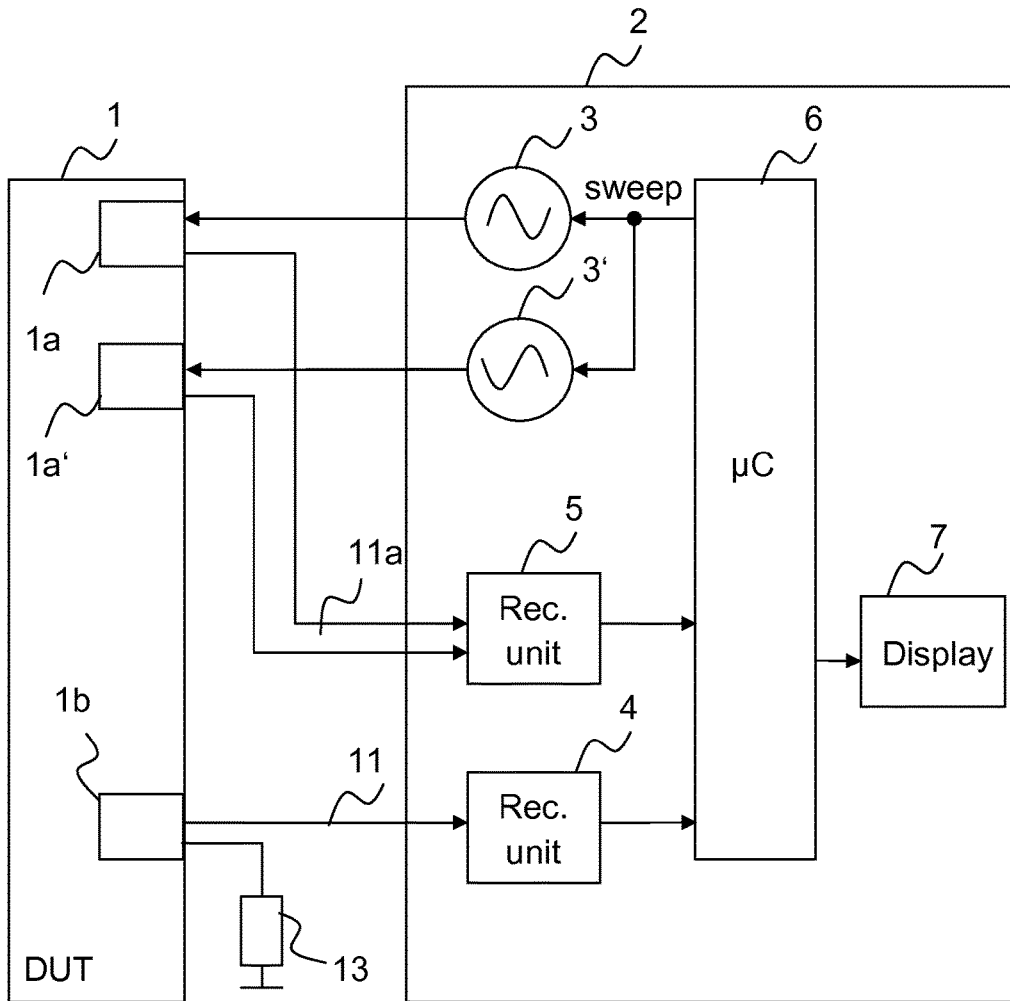 2
1
3
6
sweep
3‘
1a
1a‘
µC
5
7
11a
Rec.
unit
Display
1b
4
11
Rec.
unit
13
DUT